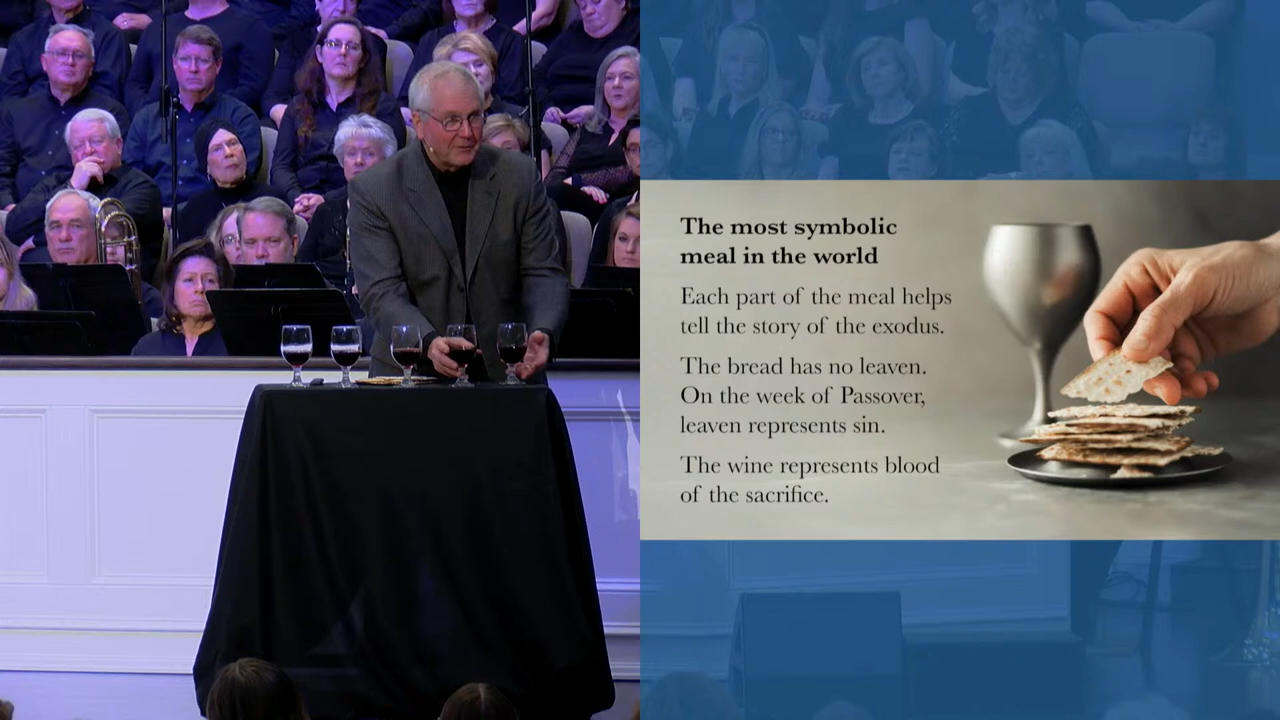 The most symbolic
meal in the world
Each part of the meal helps
tell the story of the exodus.
The bread has no leaven.
On the week of Passover,
leaven represents sin.
The wine represents blood
of the sacrifice.